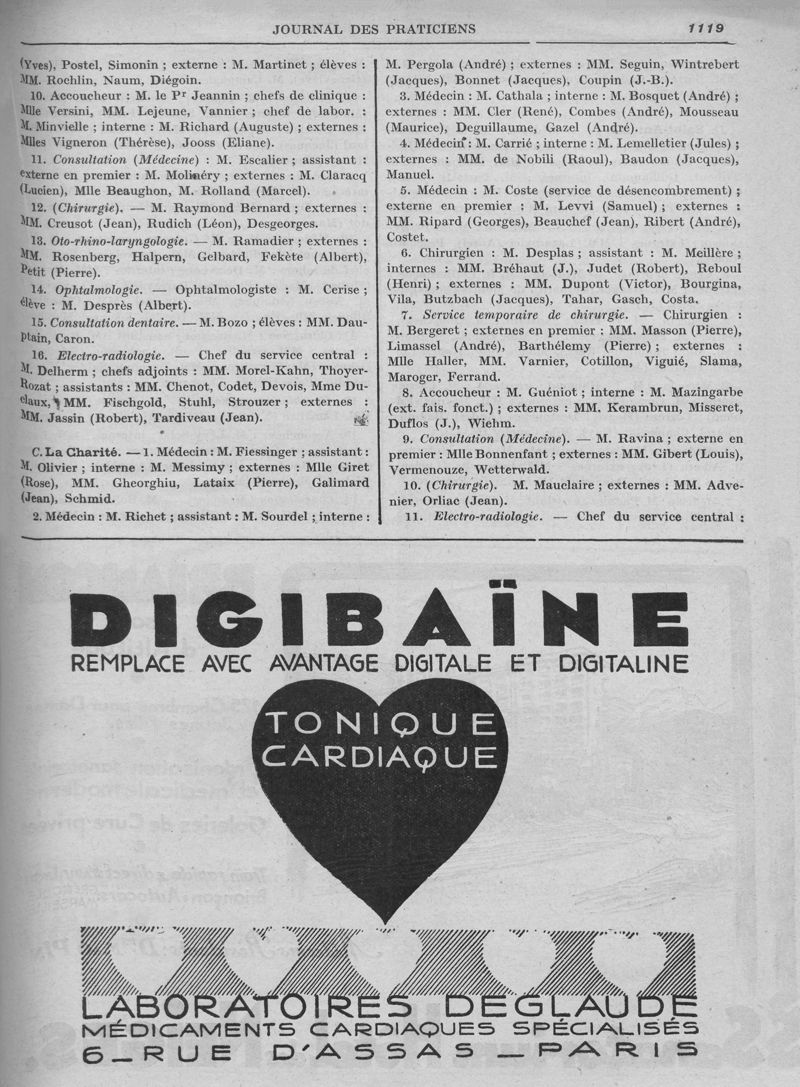 JOURNAL DES PRATICIENS
1119
(Yves), Postel, Simonin ; externe : M. Martinet ; élèves :
MM. Rochlin, Naum, Diégoin.
10. Accoucheur : M. le Pr Jeannin ; chefs de clinique :
Mlle Versini, MM. Lejeune, Vannier ; chef de labor. :
M. Minvielle ; interne : M. Richard (Auguste) ; externes :
Mlles Vigneron (Thérèse), Jooss (Eliane).
11. Consultation (Médecine) : M. Escalier ; assistant :
externe en premier : M. Molinéry ; externes : M. Claracq
(Lucien), Mlle Beaughon, M. Rolland (Marcel).
12. (Chirurgie). — M. Raymond Bernard ; externes :
MM. Creusot (Jean), Rudich (Léon), Desgeorges.
13. Oto-rhino-laryngologie. — M. Ramadier ; externes :
MM. Rosenberg, Halpern, Gelbard, Fekète (Albert),
Petit (Pierre).
14. Ophtalmologie. — Ophtalmologiste : M. Cerise ;
élève : M. Desprès (Albert).
15. Consultation dentaire. — M. Bozo ; élèves : MM. Dau-
ptain, Caron.
16. Electro-radiologie. — Chef du service central :
M. Delherm ; chefs adjoints : MM. Morel-Kahn, Thoyer-
Rozat ; assistants : MM. Chenot, Codet, Devois, Mme Du-
claux, MM. Fischgold, Stuhl, Strouzer ; externes :
MM. Jassin (Robert), Tardiveau (Jean).
C. La Charité. — 1. Médecin : M. Fiessinger ; assistant :
M. Olivier ; interne : M. Messimy ; externes : Mlle Giret
(Rose), MM. Gheorghiu, Lataix (Pierre), Galimard
(Jean), Schmid.
2. Médecin : M. Richet ; assistant : M. Sourdel ; interne :
M. Pergola (André) ; externes : MM. Seguin, Wintrebert
(Jacques), Bonnet (Jacques), Coupin (J.-B.).
3. Médecin : M. Cathala ; interne : M. Bosquet (André) ;
externes : MM. Cler (René), Combes (André), Mousseau
(Maurice), Deguillaume, Gazel (André).
4. Médecin : M. Carrié ; interne : M. Lemelletier (Jules) ;
externes : MM. de Nobili (Raoul), Baudon (Jacques),
Manuel.
5. Médecin : M. Coste (service de désencombrement) ;
externe en premier : M. Levvi (Samuel) ; externes :
MM. Ripard (Georges), Beauchef (Jean), Ribert (André),
Costet.
6. Chirurgien : M. Desplas ; assistant : M. Meillère ;
internes : MM. Bréhaut (J.), Judet (Robert), Reboul
(Henri) ; externes : MM. Dupont (Victor), Bourgina,
Vila, Butzbach (Jacques), Tahar, Gasch, Costa.
7. Service temporaire de chirurgie. — Chirurgien :
M. Bergeret ; externes en premier : MM. Masson (Pierre),
Limassel (André), Barthélemy (Pierre) ; externes :
Mlle Haller, MM. Varnier, Cotillon, Viguié, Slama,
Maroger, Ferrand.
8. Accoucheur : M. Guéniot ; interne : M. Mazingarbe
(ext. fais. fonct.) ; externes : MM. Kerambrun, Misseret,
Duflos (J.), Wiehm.
9. Consultation (Médecine). — M. Ravina ; externe en
premier : Mlle Bonnenfant ; externes : MM. Gibert (Louis),
Vermenouze, Wetterwald.
10. (Chirurgie). M. Mauclaire ; externes : MM. Adve-
nier, Orliac (Jean).
11. Electro-radiologie. — Chef du service central :
DIGIBAÏNE
REMPLACE AVEC AVANTAGE DIGITALE ET DIGITALINE
TONIQUE
CARDIAQUE
LABORATOIRES DEGLAUDE
MÉDICAMENTS CARDIAQUES SPÉCIALISÉS
6 — RUE D'ASSAS — PARIS